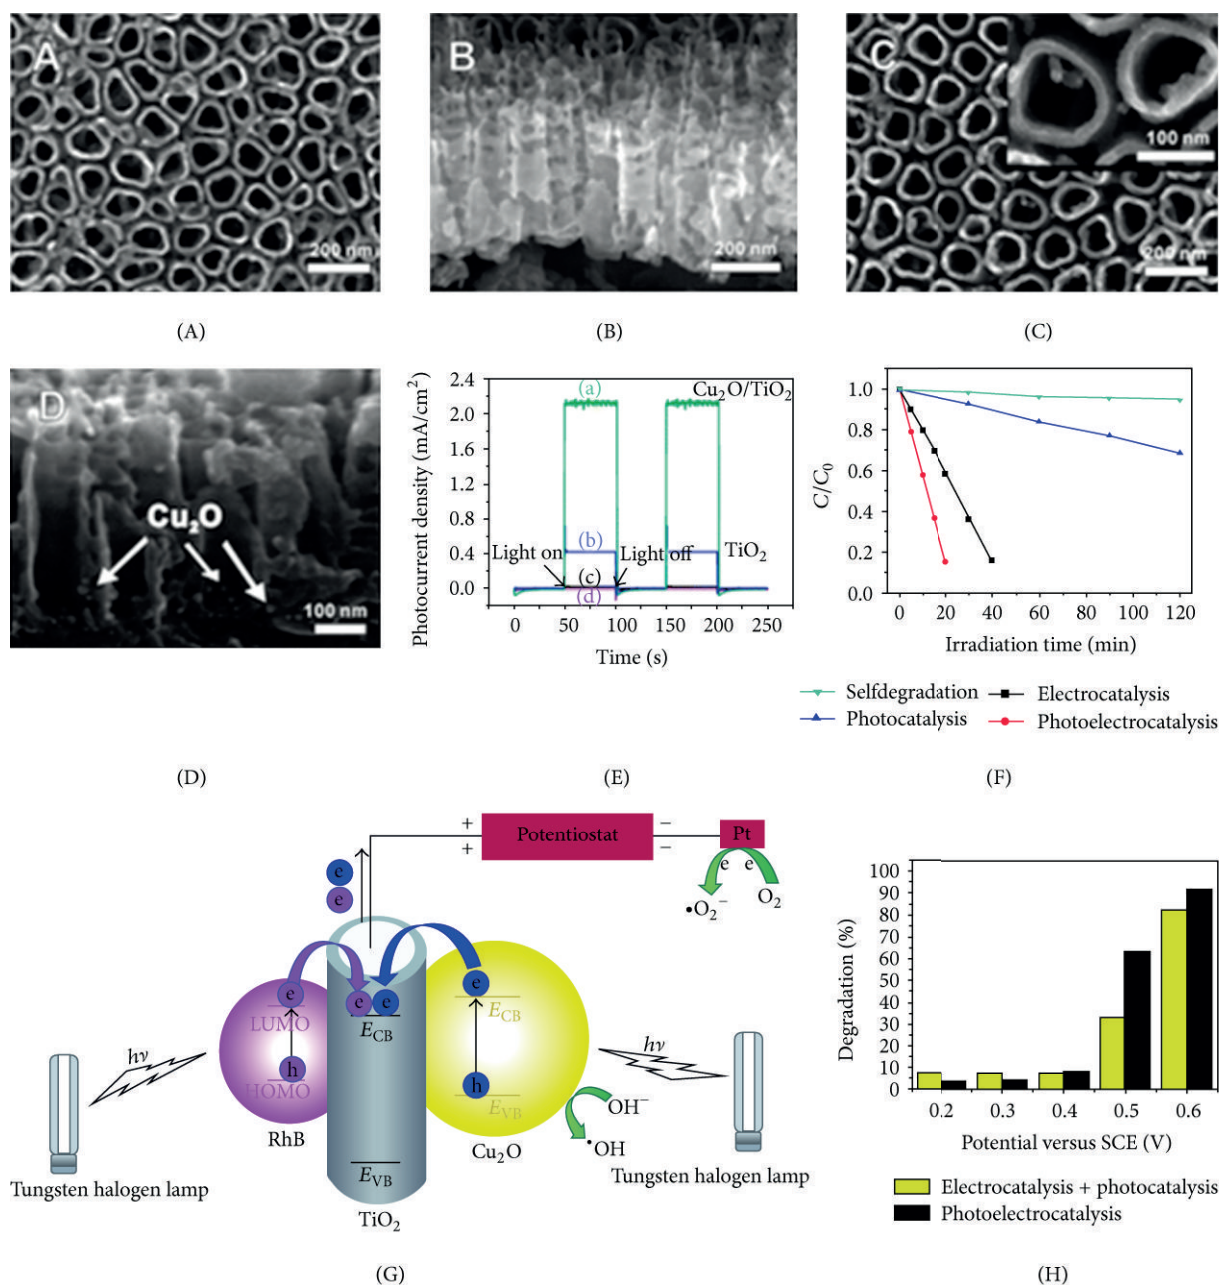 A
200 nm
B
200 nm
C
100 nm
200 nm
(A)
(B)
(C)
D
Cu₂O
100 nm
Photocurrent density (mA/cm²)
2.4
2.0
1.6
1.2
0.8
0.4
0.0
(a)
Cu₂O/TiO₂
(b)
TiO₂
Light on
Light off
(c)
(d)
0
50
100
150
200
250
Time (s)
C/C₀
1.0
0.8
0.6
0.4
0.2
0.0
0
20
40
60
80
100
120
Irradiation time (min)
Selfdegradation
Electrocatalysis
Photocatalysis
Photoelectrocatalysis
(D)
(E)
(F)
+
+
Potentiostat
−
−
Pt
e e
•O₂⁻
O₂
e
e
e
LUMO
h
HOMO
RhB
e
e
E_CB
E_VB
TiO₂
e
E_CB
h
E_VB
Cu₂O
OH⁻
•OH
hν
hν
Tungsten halogen lamp
Tungsten halogen lamp
(G)
Degradation (%)
100
90
80
70
60
50
40
30
20
10
0
0.2
0.3
0.4
0.5
0.6
Potential versus SCE (V)
Electrocatalysis + photocatalysis
Photoelectrocatalysis
(H)